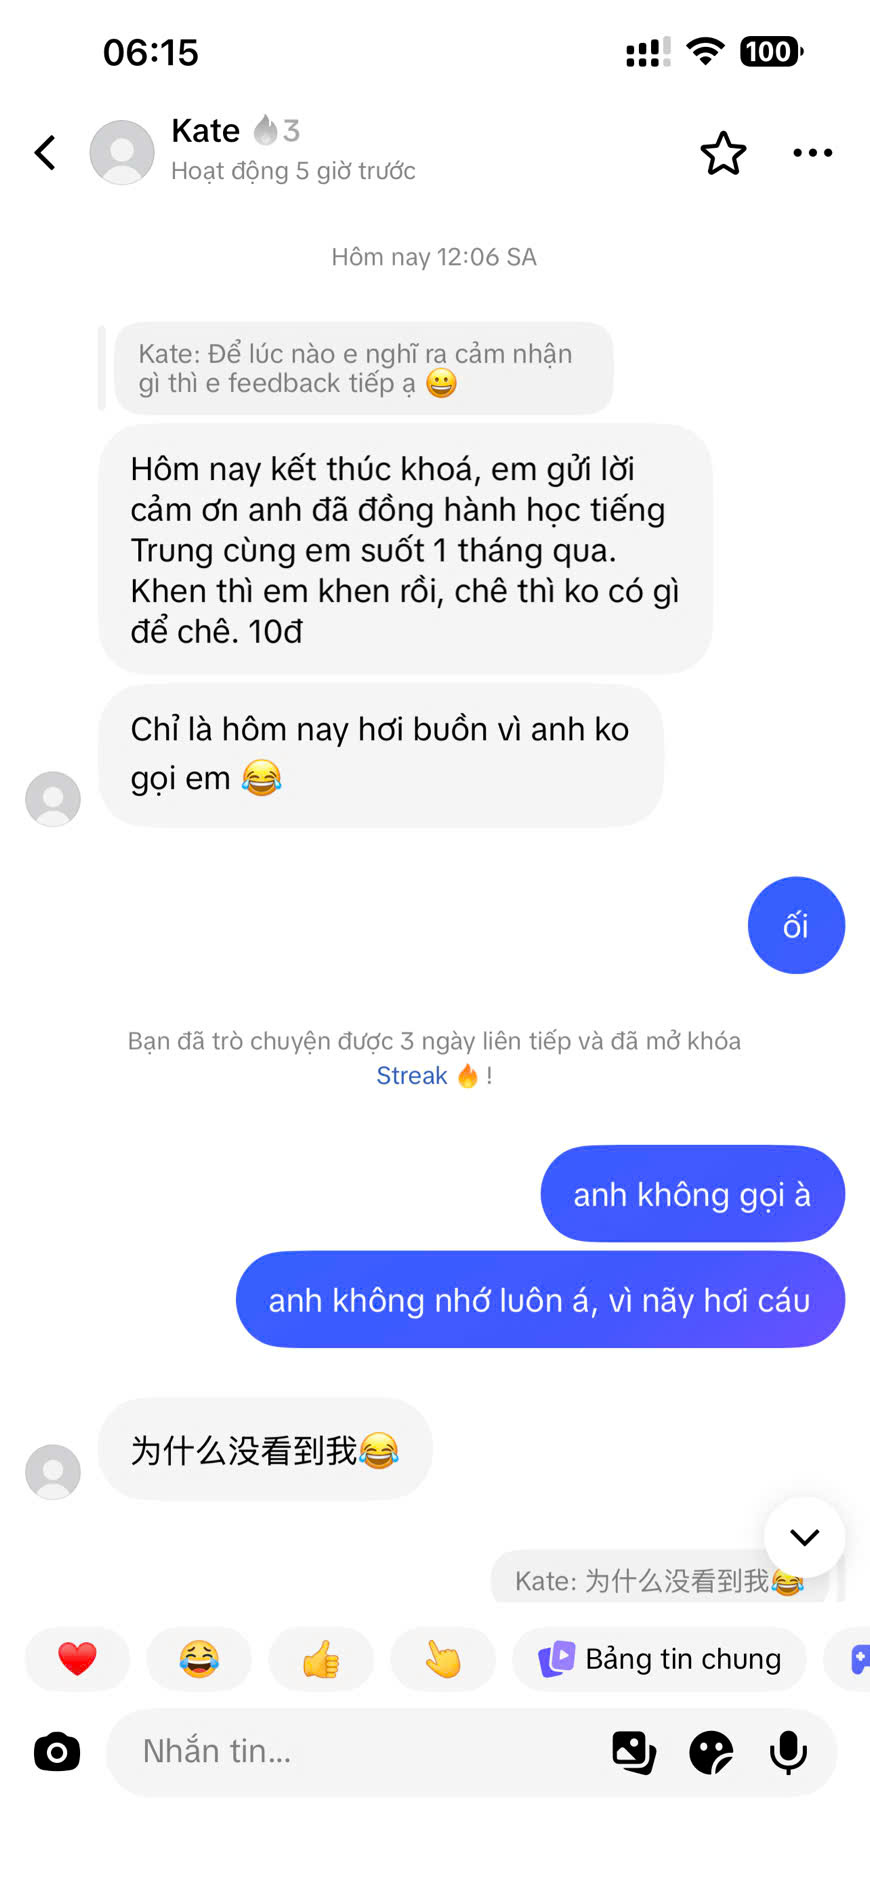 06:15
100
Kate 3
Hoạt động 5 giờ trước
Hôm nay 12:06 SA
Kate: Để lúc nào e nghĩ ra cảm nhận
gì thì e feedback tiếp ạ 😀
Hôm nay kết thúc khoá, em gửi lời
cảm ơn anh đã đồng hành học tiếng
Trung cùng em suốt 1 tháng qua.
Khen thì em khen rồi, chê thì ko có gì
để chê. 10đ
Chỉ là hôm nay hơi buồn vì anh ko
gọi em 😂
ối
Bạn đã trò chuyện được 3 ngày liên tiếp và đã mở khóa
Streak 🔥 !
anh không gọi à
anh không nhớ luôn á, vì nãy hơi cáu
为什么没看到我😂
Kate: 为什么没看到我😂
Bảng tin chung
Nhắn tin...